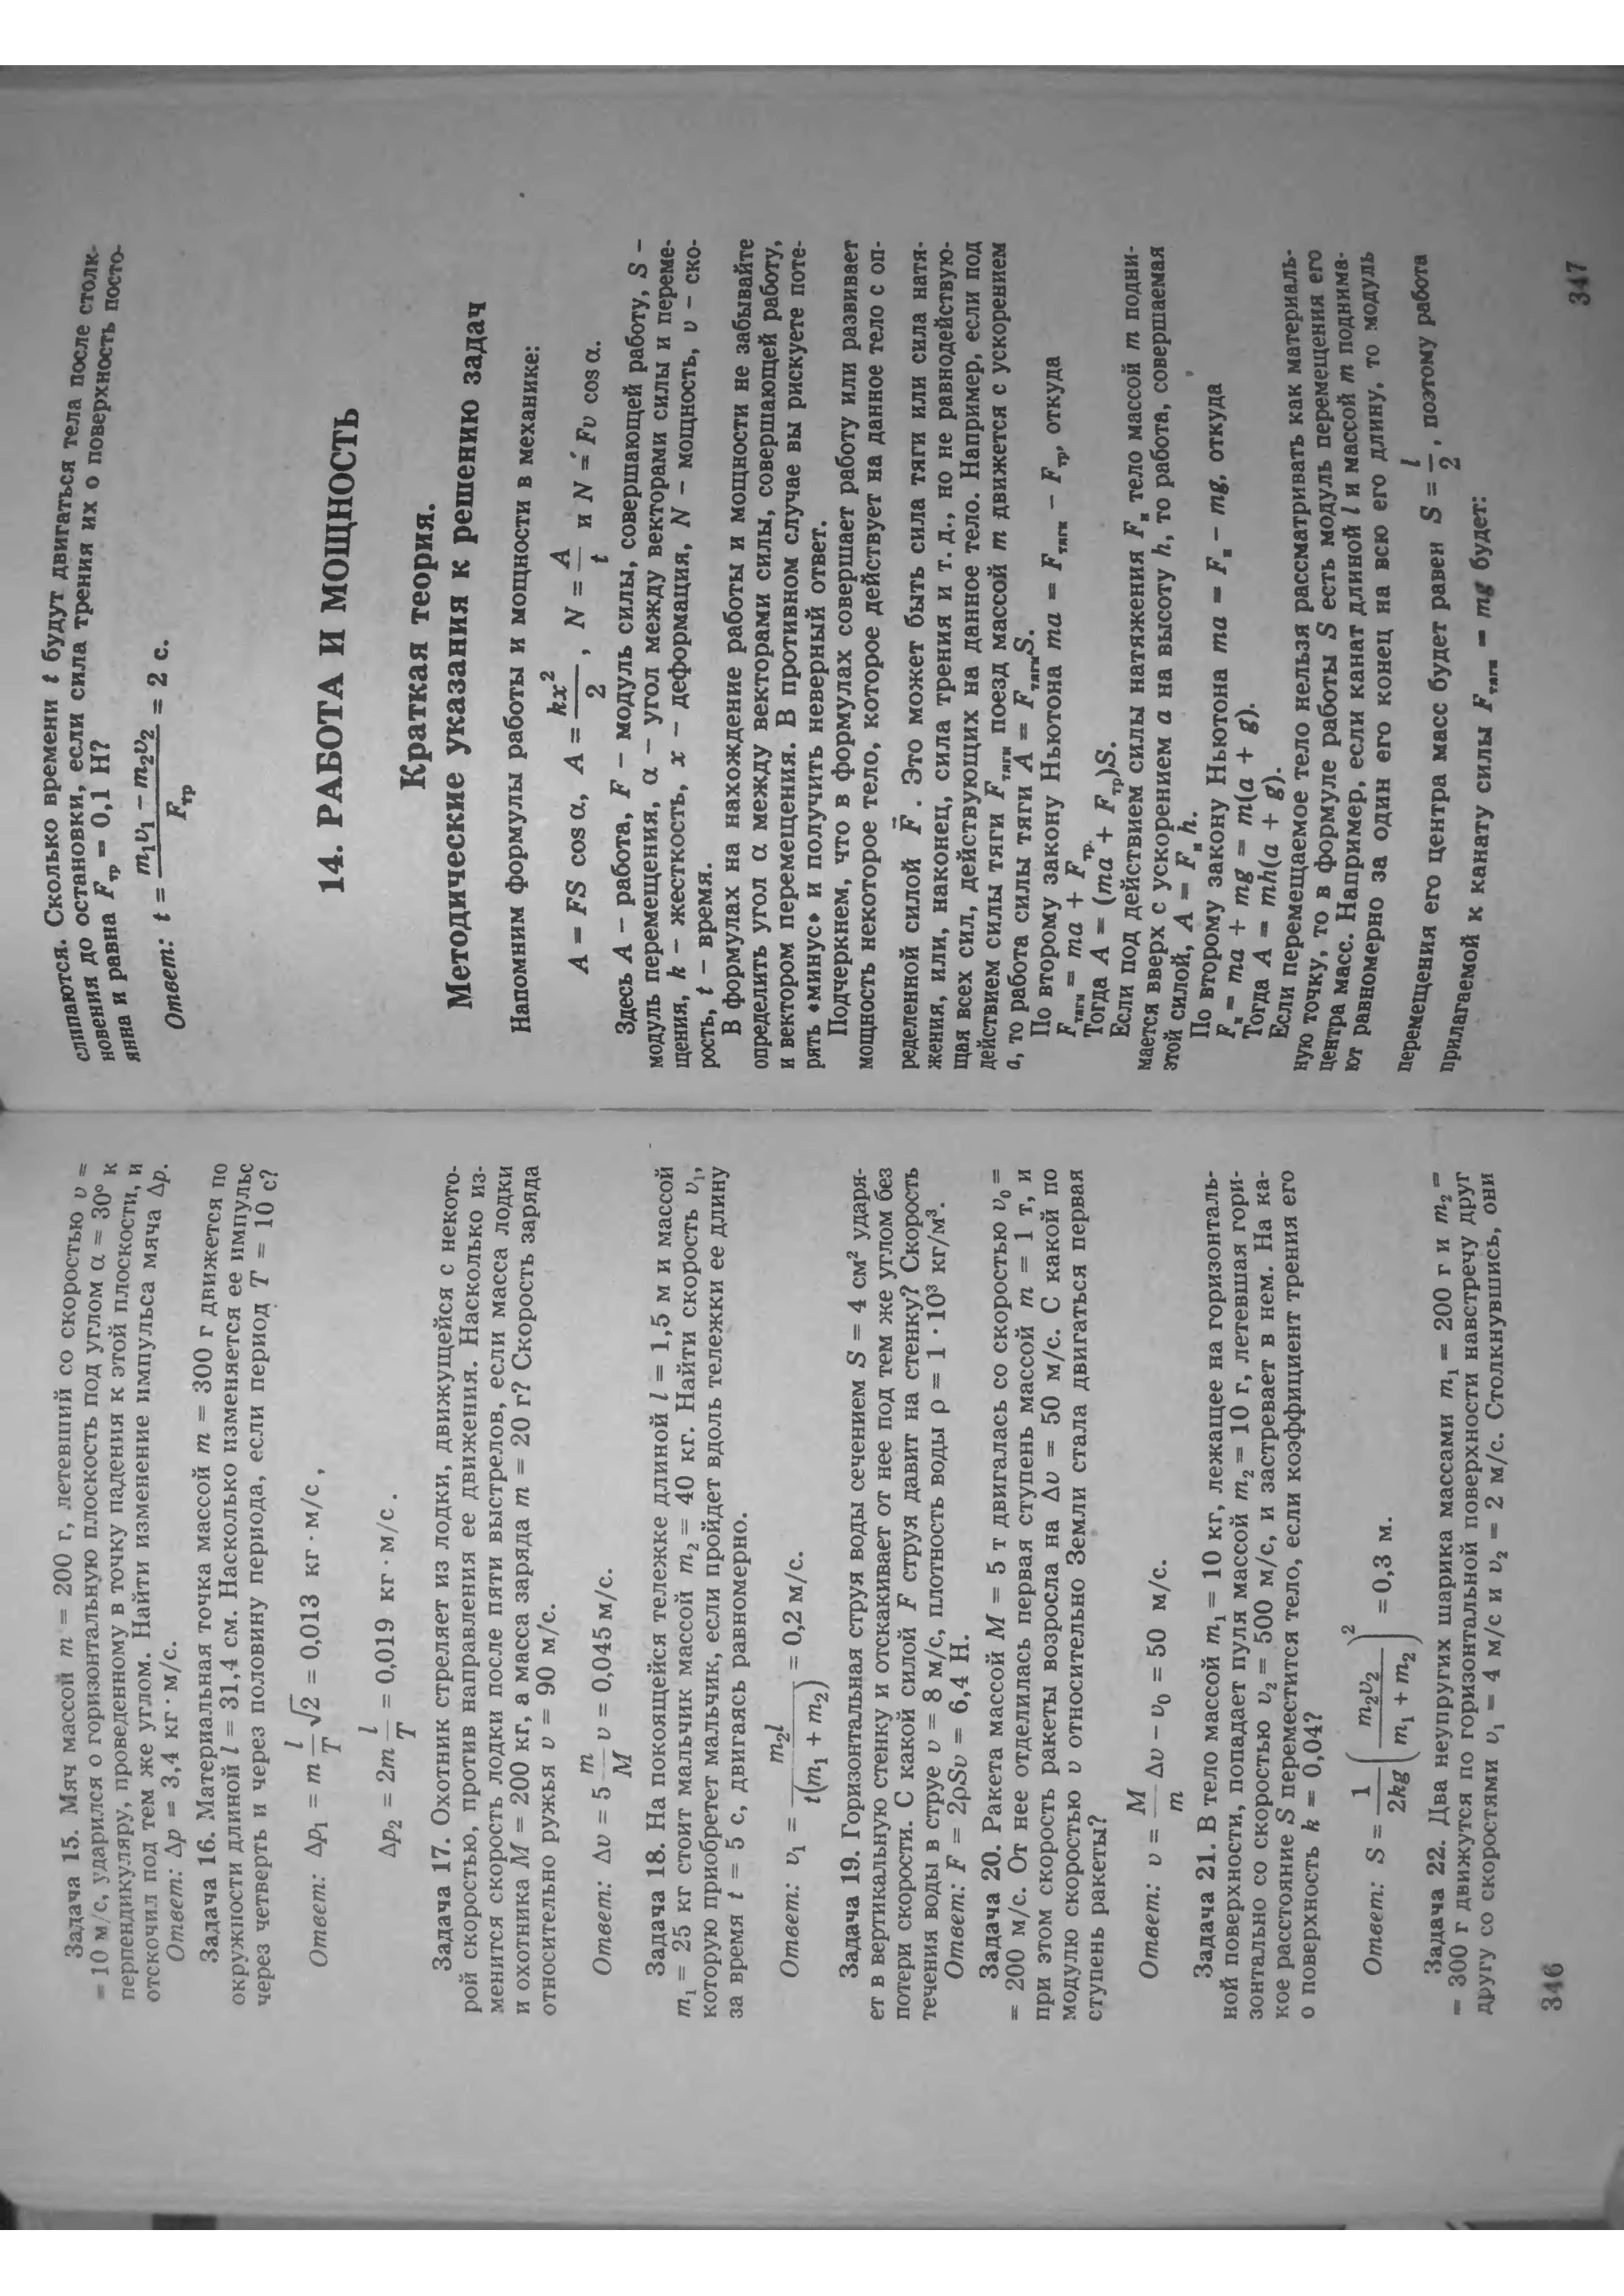 Задача 15. Мяч массой m = 200 г, летевший со скоростью υ =
= 10 м/с, ударился о горизонтальную плоскость под углом α = 30° к
перпендикуляру, проведенному в точку падения к этой плоскости, и
отскочил под тем же углом. Найти изменение импульса мяча Δp.
Ответ: Δp = 3,4 кг · м/с.
Задача 16. Материальная точка массой m = 300 г движется по
окружности длиной l = 31,4 см. Насколько изменяется ее импульс
через четверть и через половину периода, если период T = 10 с?
Ответ: Δp₁ = m l/T √2 = 0,013 кг · м/с,
Δp₂ = 2m l/T = 0,019 кг · м/с.
Задача 17. Охотник стреляет из лодки, движущейся с некото-
рой скоростью, против направления ее движения. Насколько из-
менится скорость лодки после пяти выстрелов, если масса лодки
и охотника M = 200 кг, а масса заряда m = 20 г? Скорость заряда
относительно ружья υ = 90 м/с.
Ответ: Δυ = 5 m/M υ = 0,045 м/с.
Задача 18. На покоящейся тележке длиной l = 1,5 м и массой
m₁ = 25 кг стоит мальчик массой m₂ = 40 кг. Найти скорость υ₁,
которую приобретет мальчик, если пройдет вдоль тележки ее длину
за время t = 5 с, двигаясь равномерно.
Ответ: υ₁ = m₂l/t(m₁ + m₂) = 0,2 м/с.
Задача 19. Горизонтальная струя воды сечением S = 4 см² ударя-
ет в вертикальную стенку и отскакивает от нее под тем же углом без
потери скорости. С какой силой F струя давит на стенку? Скорость
течения воды в струе υ = 8 м/с, плотность воды ρ = 1 · 10³ кг/м³.
Ответ: F = 2ρSυ = 6,4 Н.
Задача 20. Ракета массой M = 5 т двигалась со скоростью υ₀ =
= 200 м/с. От нее отделилась первая ступень массой m = 1 т, и
при этом скорость ракеты возросла на Δυ = 50 м/с. С какой по
модулю скоростью υ относительно Земли стала двигаться первая
ступень ракеты?
Ответ: υ = M/m Δυ − υ₀ = 50 м/с.
Задача 21. В тело массой m₁ = 10 кг, лежащее на горизонталь-
ной поверхности, попадает пуля массой m₂ = 10 г, летевшая гори-
зонтально со скоростью υ₂ = 500 м/с, и застревает в нем. На ка-
кое расстояние S переместится тело, если коэффициент трения его
о поверхность k = 0,04?
Ответ: S = 1/2kg (m₂υ₂/m₁ + m₂)² = 0,3 м.
Задача 22. Два неупругих шарика массами m₁ = 200 г и m₂ =
= 300 г движутся по горизонтальной поверхности навстречу друг
другу со скоростями υ₁ = 4 м/с и υ₂ = 2 м/с. Столкнувшись, они
346
слипаются. Сколько времени t будут двигаться тела после столк-
новения до остановки, если сила трения их о поверхность посто-
янна и равна Fтр = 0,1 Н?
Ответ: t = m₁υ₁ − m₂υ₂/Fтр = 2 с.
14. РАБОТА И МОЩНОСТЬ
Краткая теория.
Методические указания к решению задач
Напомним формулы работы и мощности в механике:
A = FS cos α, A = kx²/2, N = A/t и N = Fυ cos α.
Здесь A – работа, F – модуль силы, совершающей работу, S –
модуль перемещения, α – угол между векторами силы и переме-
щения, k – жесткость, x – деформация, N – мощность, υ – ско-
рость, t – время.
В формулах на нахождение работы и мощности не забывайте
определить угол α между векторами силы, совершающей работу,
и вектором перемещения. В противном случае вы рискуете поте-
рять «минус» и получить неверный ответ.
Подчеркнем, что в формулах совершает работу или развивает
мощность некоторое тело, которое действует на данное тело с оп-
ределенной силой F̄. Это может быть сила тяги или сила натя-
жения, или, наконец, сила трения и т.д., но не равнодействую-
щая всех сил, действующих на данное тело. Например, если под
действием силы тяги Fтяги поезд массой m движется с ускорением
a, то работа силы тяги A = FтягиS.
По второму закону Ньютона ma = Fтяги − Fтр, откуда
Fтяги = ma + Fтр.
Тогда A = (ma + Fтр)S.
Если под действием силы натяжения Fн тело массой m подни-
мается вверх с ускорением a на высоту h, то работа, совершаемая
этой силой, A = Fнh.
По второму закону Ньютона ma = Fн − mg, откуда
Fн = ma + mg = m(a + g).
Тогда A = mh(a + g).
Если перемещаемое тело нельзя рассматривать как материаль-
ную точку, то в формуле работы S есть модуль перемещения его
центра масс. Например, если канат длиной l и массой m поднима-
ют равномерно за один его конец на всю его длину, то модуль
перемещения его центра масс будет равен S = l/2, поэтому работа
прилагаемой к канату силы Fтяги = mg будет:
347